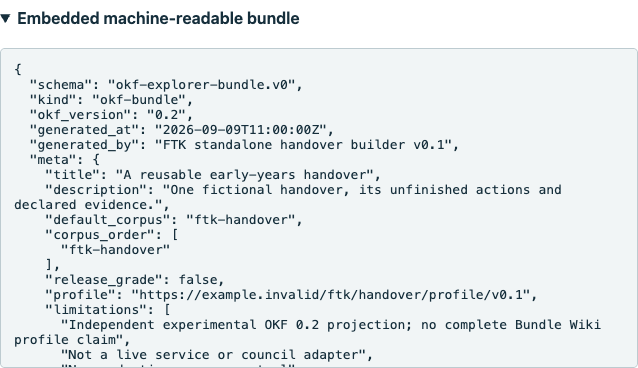 ▼ Embedded machine-readable bundle
{
  "schema": "okf-explorer-bundle.v0",
  "kind": "okf-bundle",
  "okf_version": "0.2",
  "generated_at": "2026-09-09T11:00:00Z",
  "generated_by": "FTK standalone handover builder v0.1",
  "meta": {
    "title": "A reusable early-years handover",
    "description": "One fictional handover, its unfinished actions and
declared evidence.",
    "default_corpus": "ftk-handover",
    "corpus_order": [
      "ftk-handover"
    ],
    "release_grade": false,
    "profile": "https://example.invalid/ftk/handover/profile/v0.1",
    "limitations": [
      "Independent experimental OKF 0.2 projection; no complete Bundle Wiki
profile claim",
      "Not a live service or council adapter",